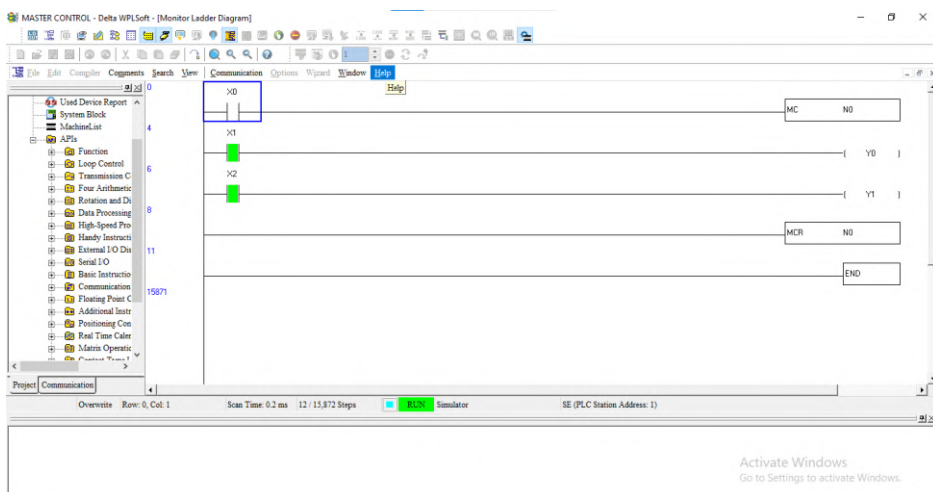 MASTER CONTROL - Delta WPLSoft - [Monitor Ladder Diagram]
1
File Edit Compiler Comments Search View Communication Options Wizard Window Help
Help
Used Device Report
System Block
MachineList
APIs
Function
Loop Control
Transmission C
Four Arithmetic
Rotation and Di
Data Processing
High-Speed Pro
Handy Instructi
External I/O Dis
Serial I/O
Basic Instructio
Communication
Floating Point C
Additional Instr
Positioning Con
Real Time Caler
Matrix Operatic
Project Communication
0
X0
MC N0
4
X1
( Y0 )
6
X2
( Y1 )
8
MCR N0
11
END
15871
Overwrite Row: 0, Col: 1 Scan Time: 0.2 ms 12 / 15,872 Steps RUN Simulator SE (PLC Station Address: 1)
Activate Windows
Go to Settings to activate Windows.